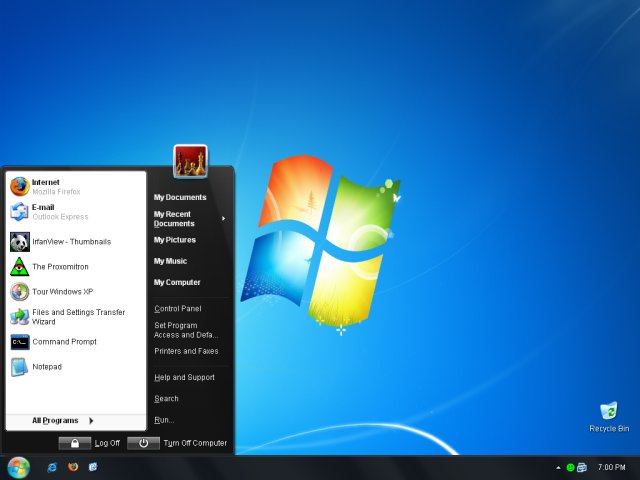 Internet
Mozilla Firefox
E-mail
Outlook Express
IrfanView - Thumbnails
The Proxomitron
Tour Windows XP
Files and Settings Transfer
Wizard
Command Prompt
Notepad
All Programs
My Documents
My Recent
Documents
My Pictures
My Music
My Computer
Control Panel
Set Program
Access and Defa...
Printers and Faxes
Help and Support
Search
Run...
Log Off
Turn Off Computer
Recycle Bin
7:00 PM